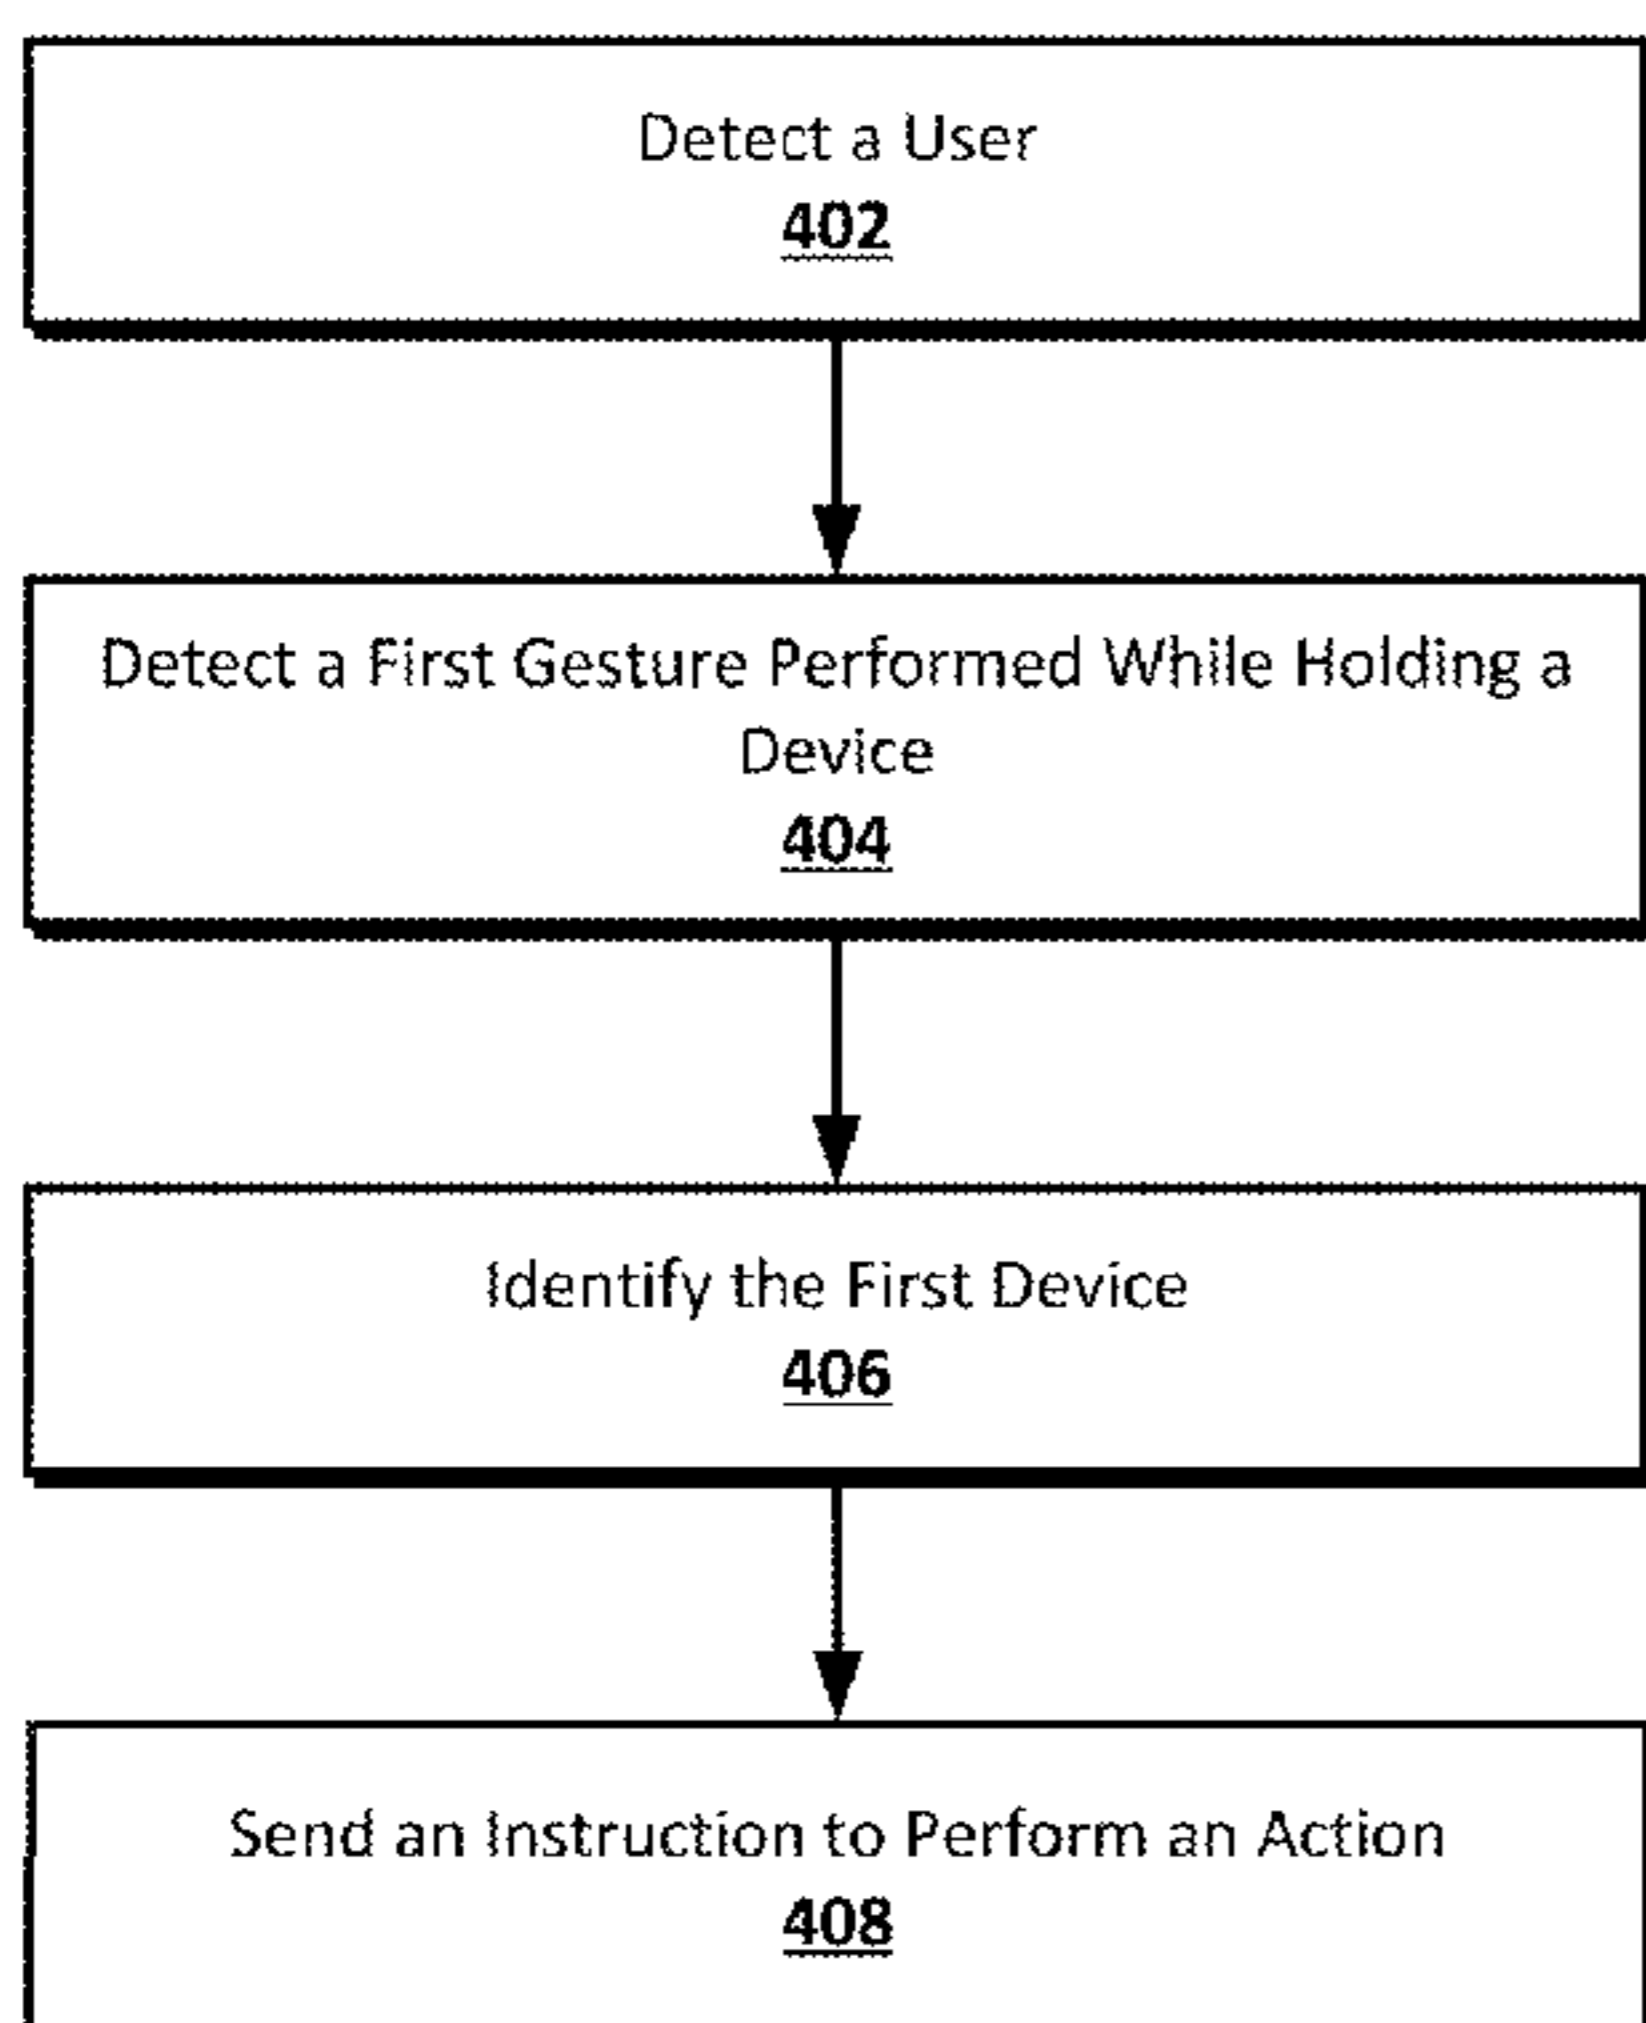 Detect a User
402
Detect a First Gesture Performed While Holding a
Device
404
Identify the First Device
406
Send an Instruction to Perform an Action
408